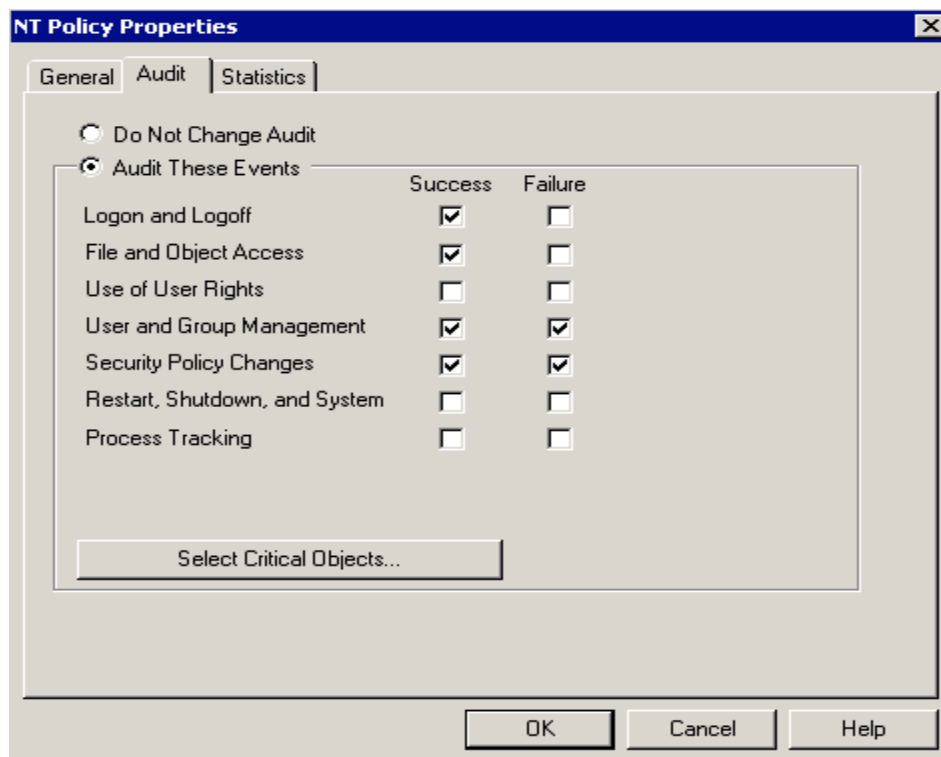 NT Policy Properties
General Audit Statistics
Do Not Change Audit
Audit These Events
Success Failure
Logon and Logoff
File and Object Access
Use of User Rights
User and Group Management
Security Policy Changes
Restart, Shutdown, and System
Process Tracking
Select Critical Objects...
OK Cancel Help